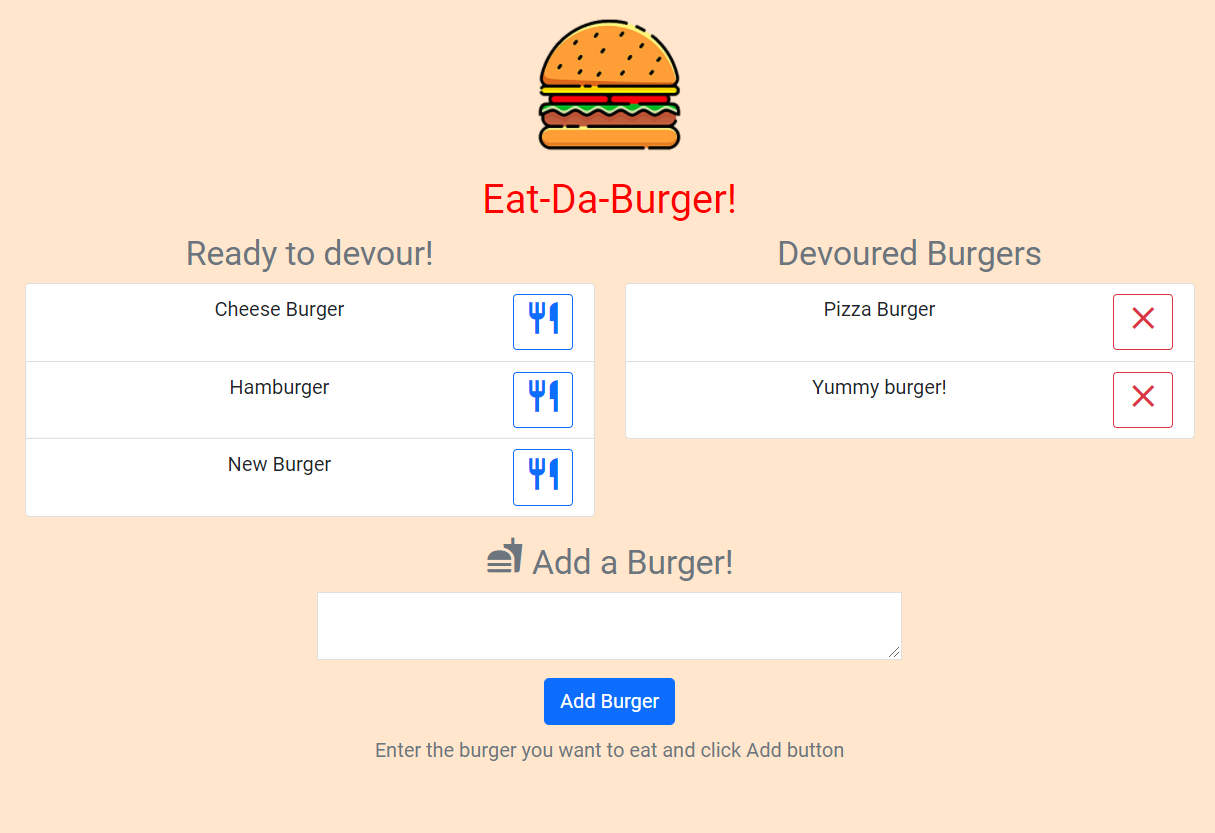 Eat-Da-Burger!
Ready to devour!
Cheese Burger
Hamburger
New Burger
Devoured Burgers
Pizza Burger
Yummy burger!
Add a Burger!
Add Burger
Enter the burger you want to eat and click Add button